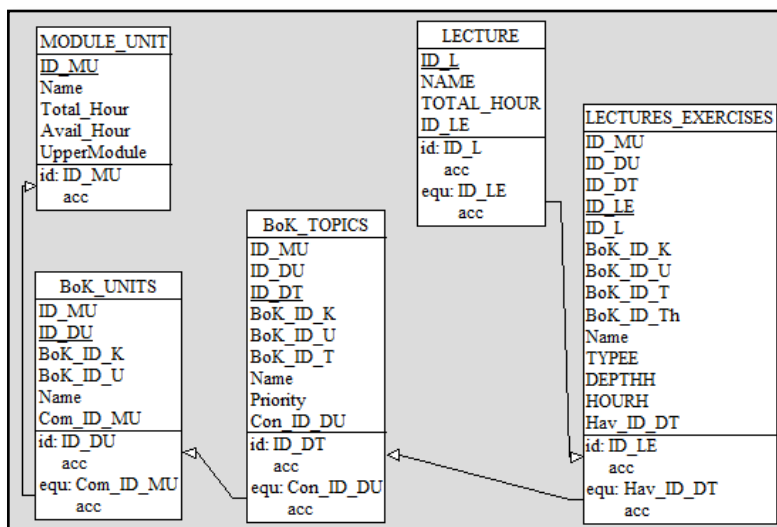 MODULE_UNIT
ID_MU
Name
Total_Hour
Avail_Hour
UpperModule
id: ID_MU
acc
LECTURE
ID_L
NAME
TOTAL_HOUR
ID_LE
id: ID_L
acc
equ: ID_LE
acc
LECTURES_EXERCISES
ID_MU
ID_DU
ID_DT
ID_LE
ID_L
BoK_ID_K
BoK_ID_U
BoK_ID_T
BoK_ID_Th
Name
TYPEE
DEPTHH
HOURH
Hav_ID_DT
id: ID_LE
acc
equ: Hav_ID_DT
acc
BoK_TOPICS
ID_MU
ID_DU
ID_DT
BoK_ID_K
BoK_ID_U
BoK_ID_T
Name
Priority
Con_ID_DU
id: ID_DT
acc
equ: Con_ID_DU
acc
BoK_UNITS
ID_MU
ID_DU
BoK_ID_K
BoK_ID_U
Name
Com_ID_MU
id: ID_DU
acc
equ: Com_ID_MU
acc